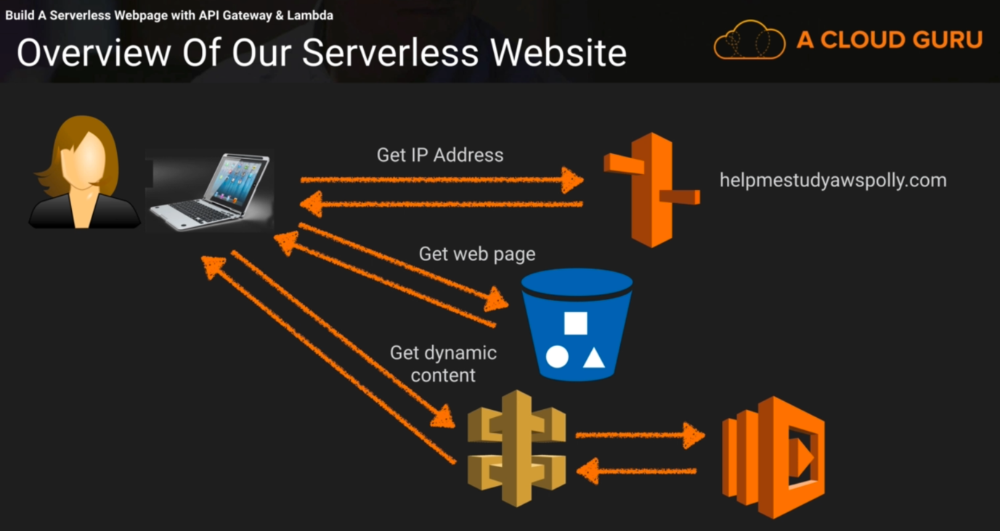 Build A Serverless Webpage with API Gateway & Lambda
Overview Of Our Serverless Website
A CLOUD GURU
Get IP Address
helpmestudyawspolly.com
Get web page
Get dynamic
content